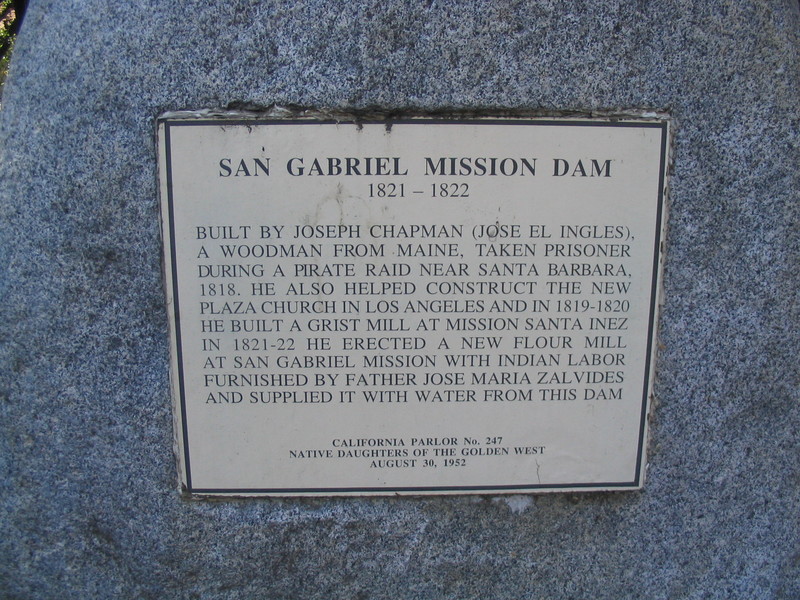 SAN GABRIEL MISSION DAM
1821 – 1822
BUILT BY JOSEPH CHAPMAN (JOSE EL INGLES),
A WOODMAN FROM MAINE, TAKEN PRISONER
DURING A PIRATE RAID NEAR SANTA BARBARA,
1818. HE ALSO HELPED CONSTRUCT THE NEW
PLAZA CHURCH IN LOS ANGELES AND IN 1819-1820
HE BUILT A GRIST MILL AT MISSION SANTA INEZ
IN 1821-22 HE ERECTED A NEW FLOUR MILL
AT SAN GABRIEL MISSION WITH INDIAN LABOR
FURNISHED BY FATHER JOSE MARIA ZALVIDES
AND SUPPLIED IT WITH WATER FROM THIS DAM
CALIFORNIA PARLOR No. 247
NATIVE DAUGHTERS OF THE GOLDEN WEST
AUGUST 30, 1952